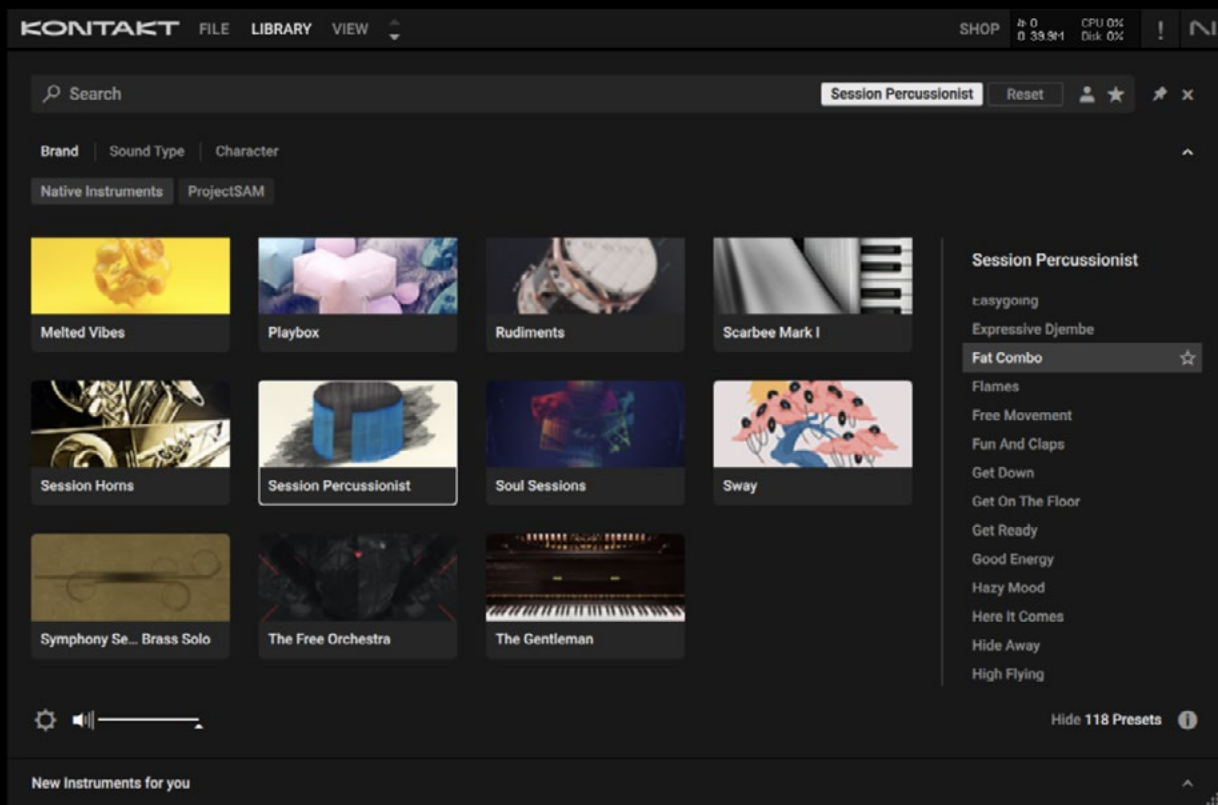 KONTAKT FILE LIBRARY VIEW SHOP 0 CPU 0%
0 39.9M Disk 0%
!
Search Session Percussionist Reset
Brand Sound Type Character
Native Instruments ProjectSAM
Melted Vibes Playbox Rudiments Scarbee Mark I
Session Horns Session Percussionist Soul Sessions Sway
Symphony Se... Brass Solo The Free Orchestra The Gentleman
Session Percussionist
Easygoing
Expressive Djembe
Fat Combo
Flames
Free Movement
Fun And Claps
Get Down
Get On The Floor
Get Ready
Good Energy
Hazy Mood
Here It Comes
Hide Away
High Flying
Hide 118 Presets
New Instruments for you